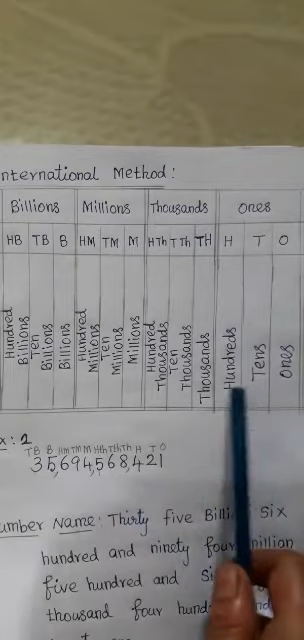 nternational Method:
Billions Millions Thousands Ones
HB TB B HM TM M HTh TTh TH H T O
Hundred Billions Ten Billions Billions Hundred Millions Ten Millions Millions Hundred Thousands Ten Thousands Thousands Hundreds Tens Ones
x: 1
TB B HM TM M HTh TTh Th H T O
35,694,568,421
umber Name: Thirty five Billi Six
hundred and ninety four million
five hundred and Si
thousand four hund